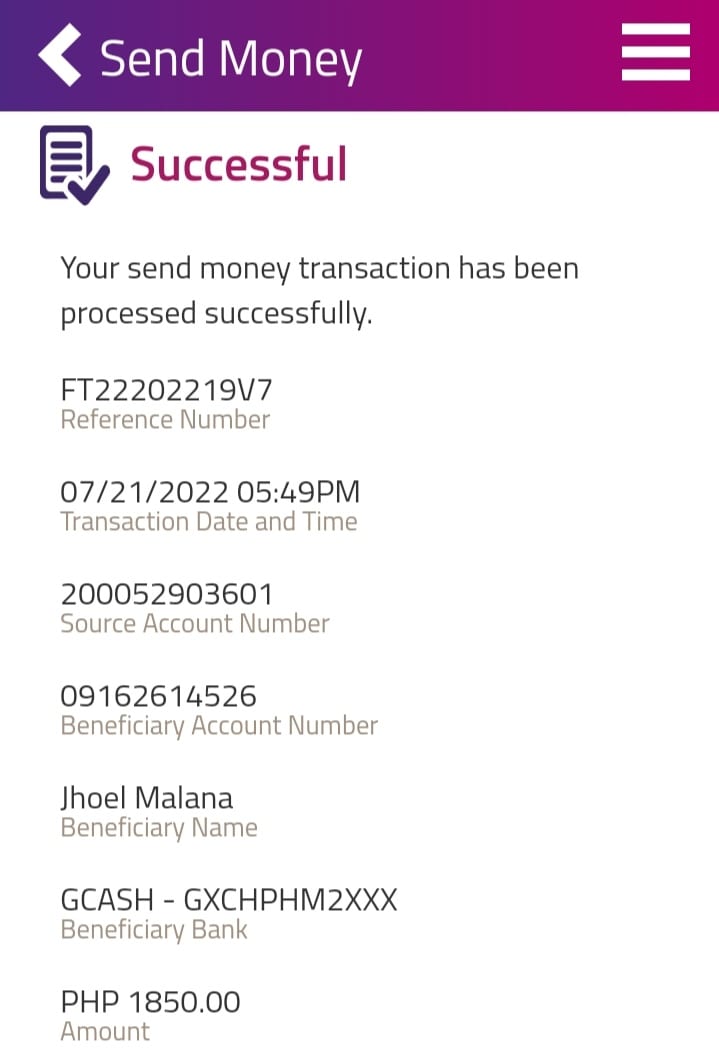 Send Money
Successful
Your send money transaction has been
processed successfully.
FT22202219V7
Reference Number
07/21/2022 05:49PM
Transaction Date and Time
200052903601
Source Account Number
09162614526
Beneficiary Account Number
Jhoel Malana
Beneficiary Name
GCASH - GXCHPHM2XXX
Beneficiary Bank
PHP 1850.00
Amount